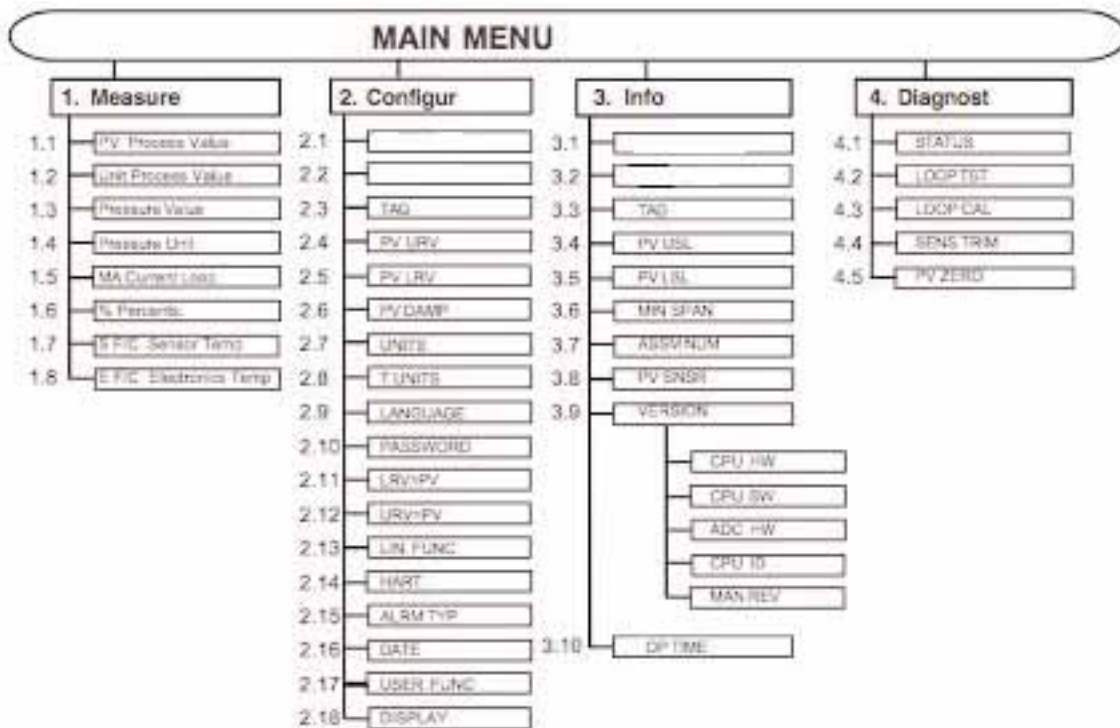 MAIN MENU
1. Measure
1.1 PV Process Value
1.2 Unit Process Value
1.3 Pressure Value
1.4 Pressure Unit
1.5 MA Current Loop
1.6 % Percents.
1.7 S F/C Sensor Temp
1.8 E F/C Electronics Temp
2. Configur
2.1
2.2
2.3 TAG
2.4 PV URV
2.5 PV LRV
2.6 PV DAMP
2.7 UNITS
2.8 T.UNITS
2.9 LANGUAGE
2.10 PASSWORD
2.11 LRV=PV
2.12 URV=PV
2.13 LIN. FUNC
2.14 HART
2.15 ALRM TYP
2.16 DATE
2.17 USER FUNC
2.18 DISPLAY
3. Info
3.1
3.2
3.3 TAG
3.4 PV USL
3.5 PV LSL
3.6 MIN SPAN
3.7 ASSMNUM
3.8 PV SNSR
3.9 VERSION
CPU HW
CPU SW
ADC HW
CPU ID
MAN REV
3.10 OP TIME
4. Diagnost
4.1 STATUS
4.2 LOOP TST
4.3 LOOP CAL
4.4 SENS TRIM
4.5 PV ZERO